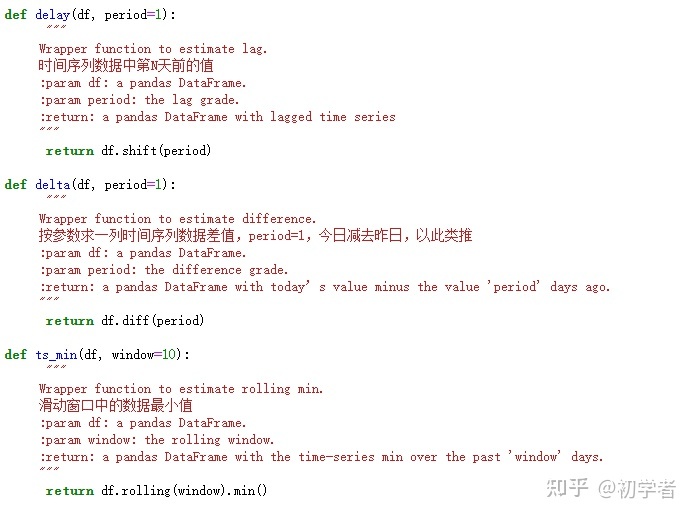 def delay(df, period=1):
"""
Wrapper function to estimate lag.
时间序列数据中第N天前的值
:param df: a pandas DataFrame.
:param period: the lag grade.
:return: a pandas DataFrame with lagged time series
"""
return df.shift(period)
def delta(df, period=1):
"""
Wrapper function to estimate difference.
按参数求一列时间序列数据差值，period=1，今日减去昨日，以此类推
:param df: a pandas DataFrame.
:param period: the difference grade.
:return: a pandas DataFrame with today’s value minus the value 'period' days ago.
"""
return df.diff(period)
def ts_min(df, window=10):
"""
Wrapper function to estimate rolling min.
滑动窗口中的数据最小值
:param df: a pandas DataFrame.
:param window: the rolling window.
:return: a pandas DataFrame with the time-series min over the past 'window' days.
"""
return df.rolling(window).min()
知乎 @初学者